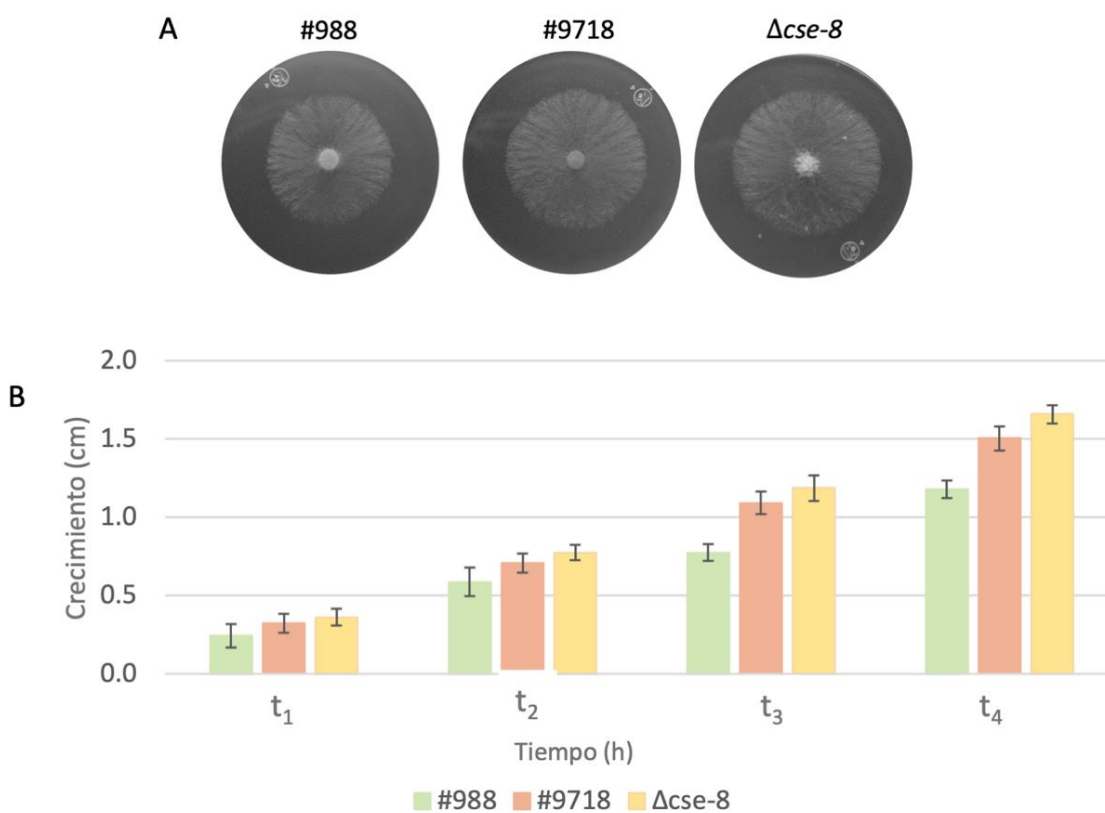 A
#988 #9718 Δcse-8
B
Crecimiento (cm)
2.0
1.5
1.0
0.5
0.0
t₁ t₂ t₃ t₄
Tiempo (h)
#988 #9718 Δcse-8